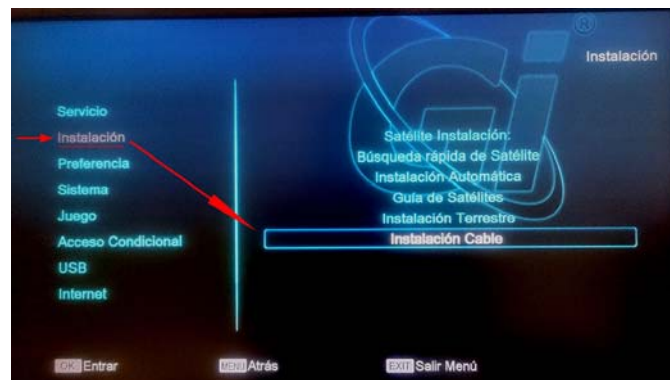 Instalación
Servicio
Instalación
Preferencia
Sistema
Juego
Acceso Condicional
USB
Internet
Satélite Instalación:
Búsqueda rápida de Satélite
Instalación Automática
Guía de Satélites
Instalación Terrestre
Instalación Cable
OK Entrar
MENU Atrás
EXIT Salir Menú